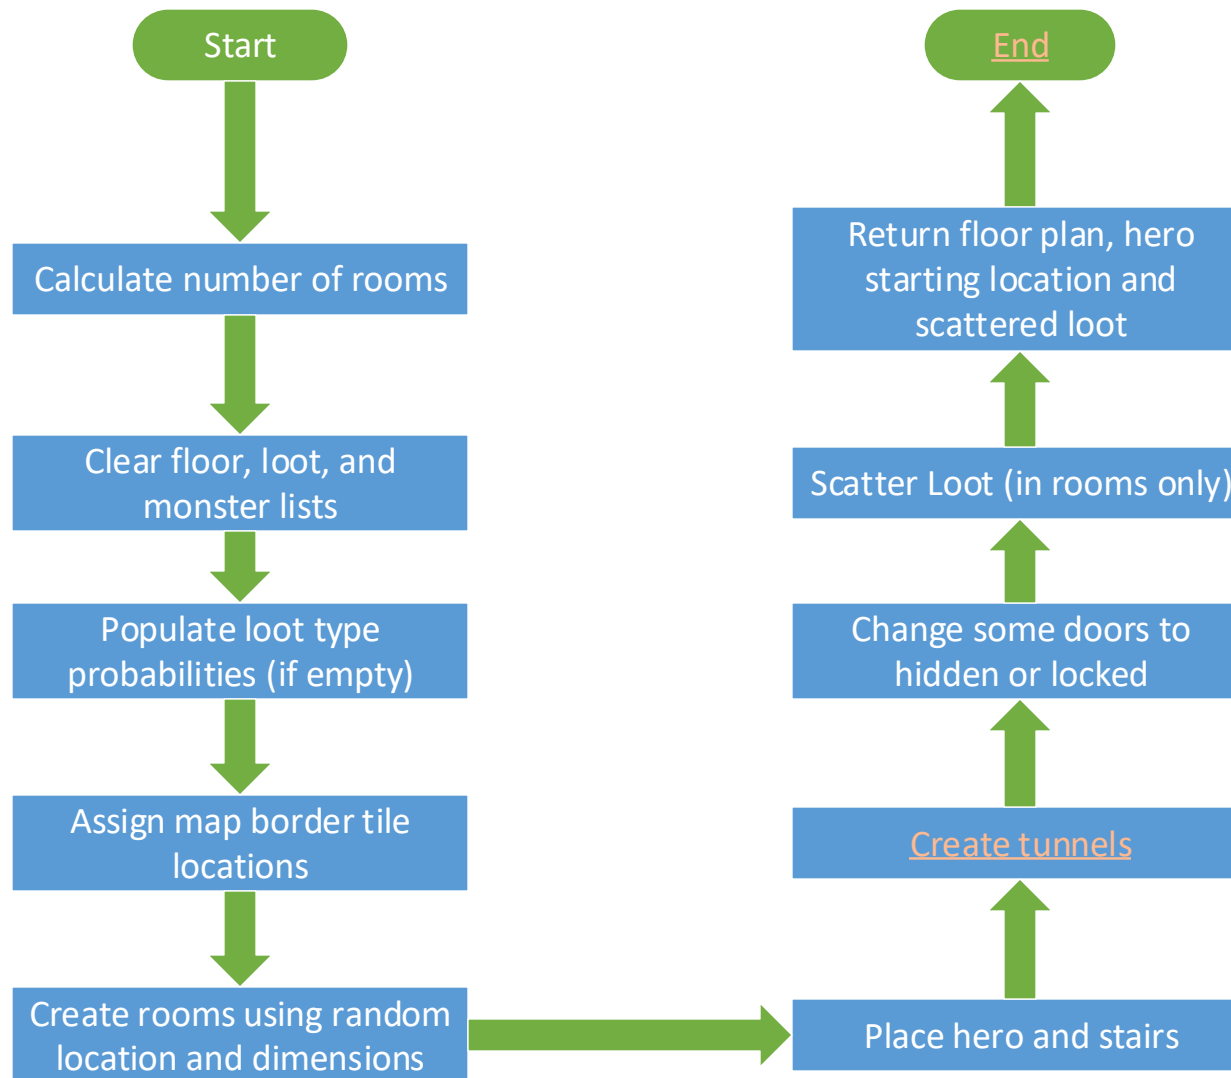 Start
Calculate number of rooms
Clear floor, loot, and
monster lists
Populate loot type
probabilities (if empty)
Assign map border tile
locations
Create rooms using random
location and dimensions
Place hero and stairs
Create tunnels
Change some doors to
hidden or locked
Scatter Loot (in rooms only)
Return floor plan, hero
starting location and
scattered loot
End